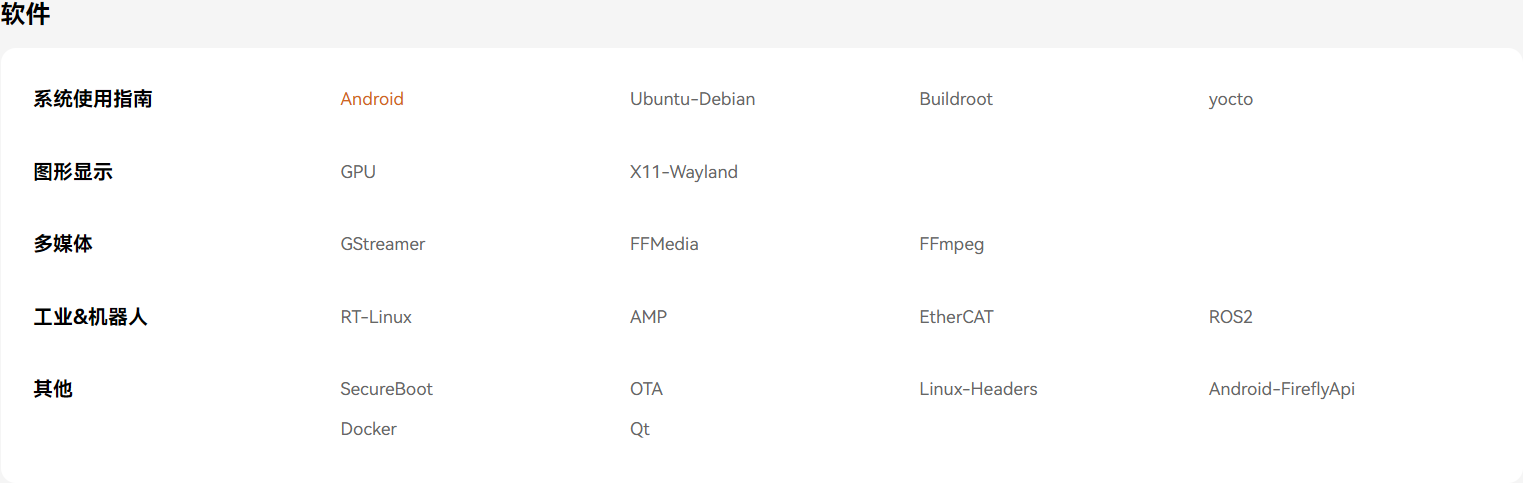 软件
系统使用指南 Android Ubuntu-Debian Buildroot yocto
图形显示 GPU X11-Wayland
多媒体 GStreamer FFMedia FFmpeg
工业&机器人 RT-Linux AMP EtherCAT ROS2
其他 SecureBoot OTA Linux-Headers Android-FireflyApi
Docker Qt